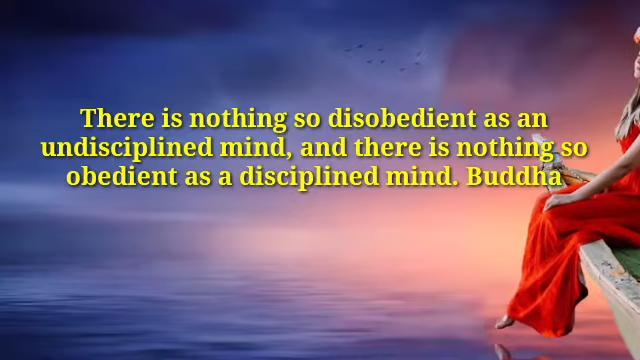 There is nothing so disobedient as an
undisciplined mind, and there is nothing so
obedient as a disciplined mind. Buddha